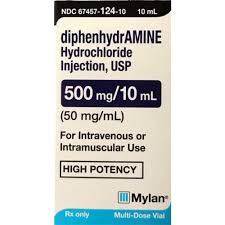 NDC 67457-124-10 10 mL
diphenhydrAMINE
Hydrochloride
Injection, USP
500 mg/10 mL
(50 mg/mL)
For Intravenous or
Intramuscular Use
HIGH POTENCY
Mylan®
Rx only Multi-Dose Vial